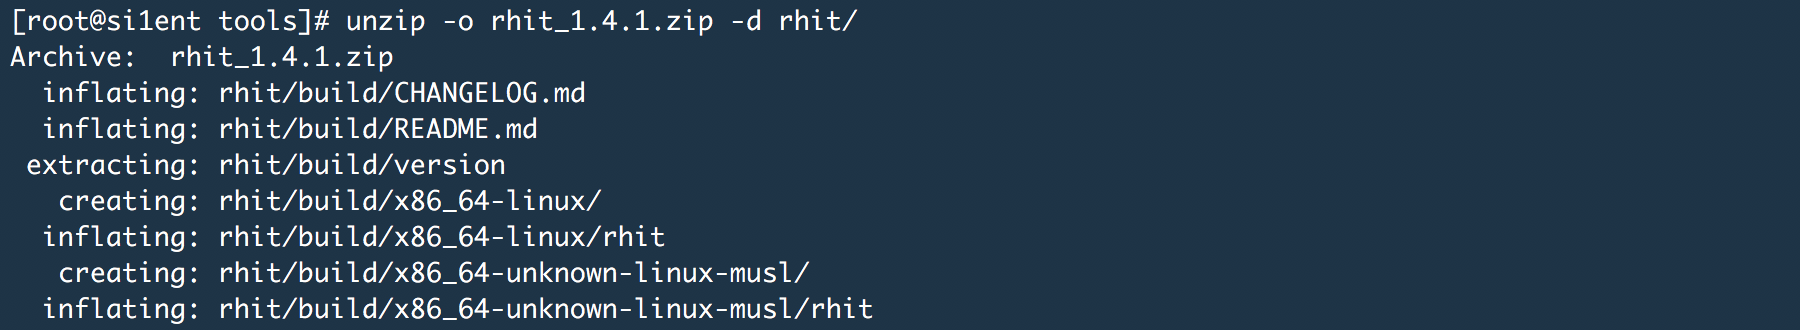 [root@si1ent tools]# unzip -o rhit_1.4.1.zip -d rhit/
Archive:  rhit_1.4.1.zip
  inflating: rhit/build/CHANGELOG.md
  inflating: rhit/build/README.md
 extracting: rhit/build/version
   creating: rhit/build/x86_64-linux/
  inflating: rhit/build/x86_64-linux/rhit
   creating: rhit/build/x86_64-unknown-linux-musl/
  inflating: rhit/build/x86_64-unknown-linux-musl/rhit